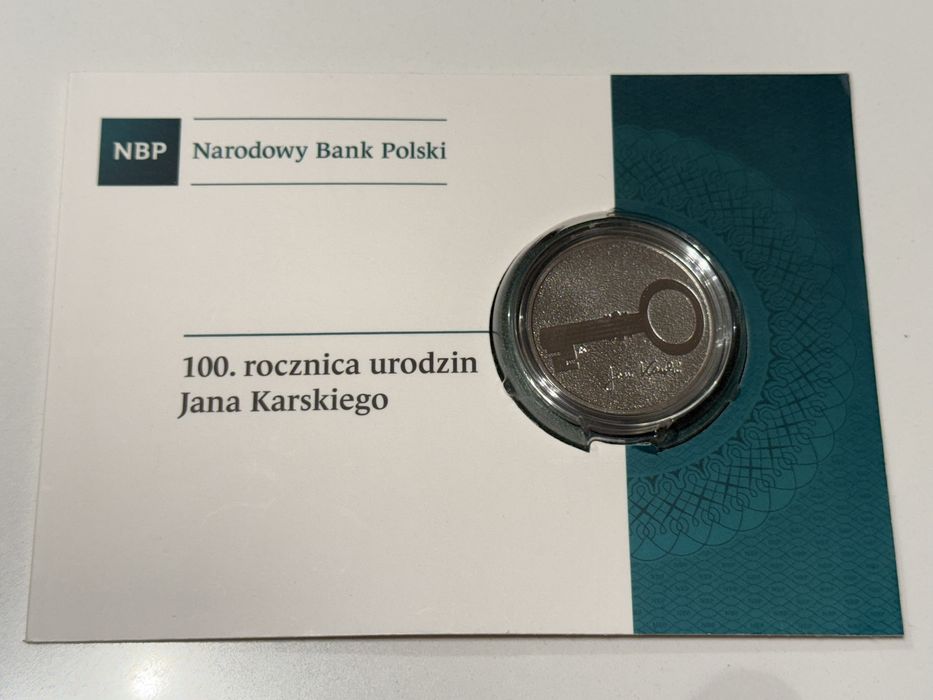 NBP
Narodowy Bank Polski
100. rocznica urodzin
Jana Karskiego